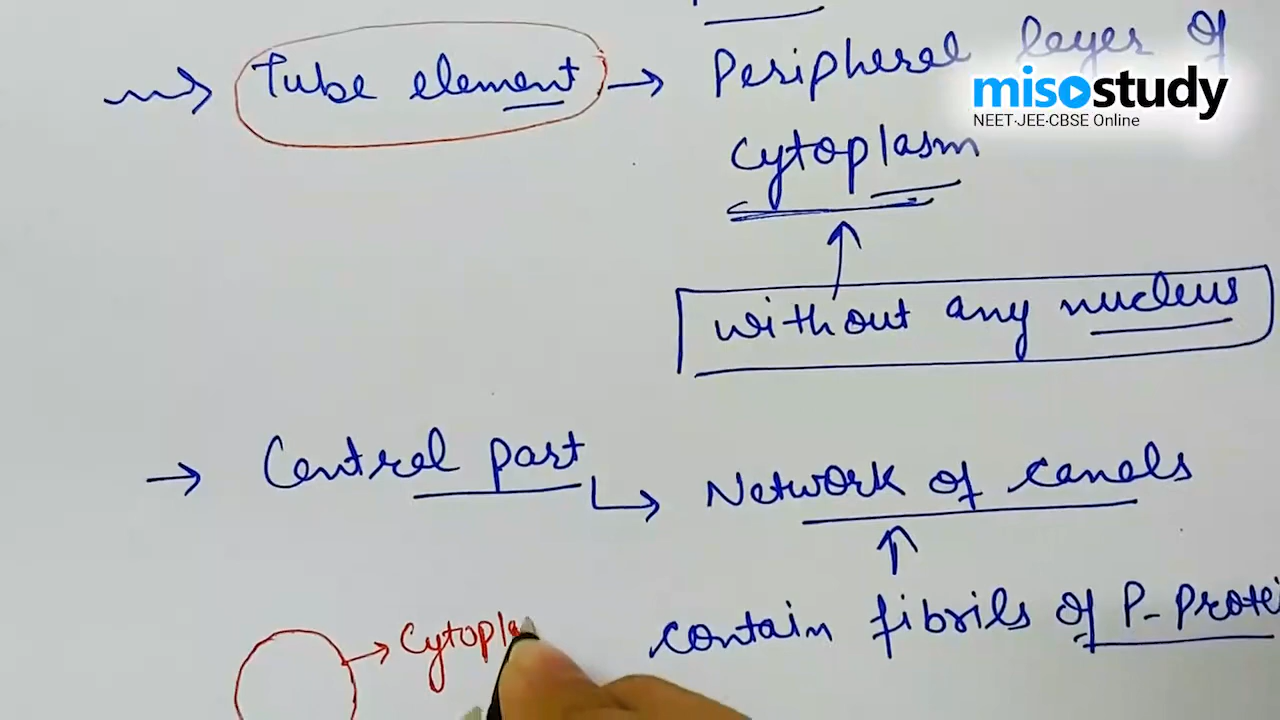 Tube element → Peripheral layer of
misostudy
NEET·JEE·CBSE Online
cytoplasm
without any nucleus
→ Central part → Network of canals
contain fibrils of P-Protei
→ Cytopla